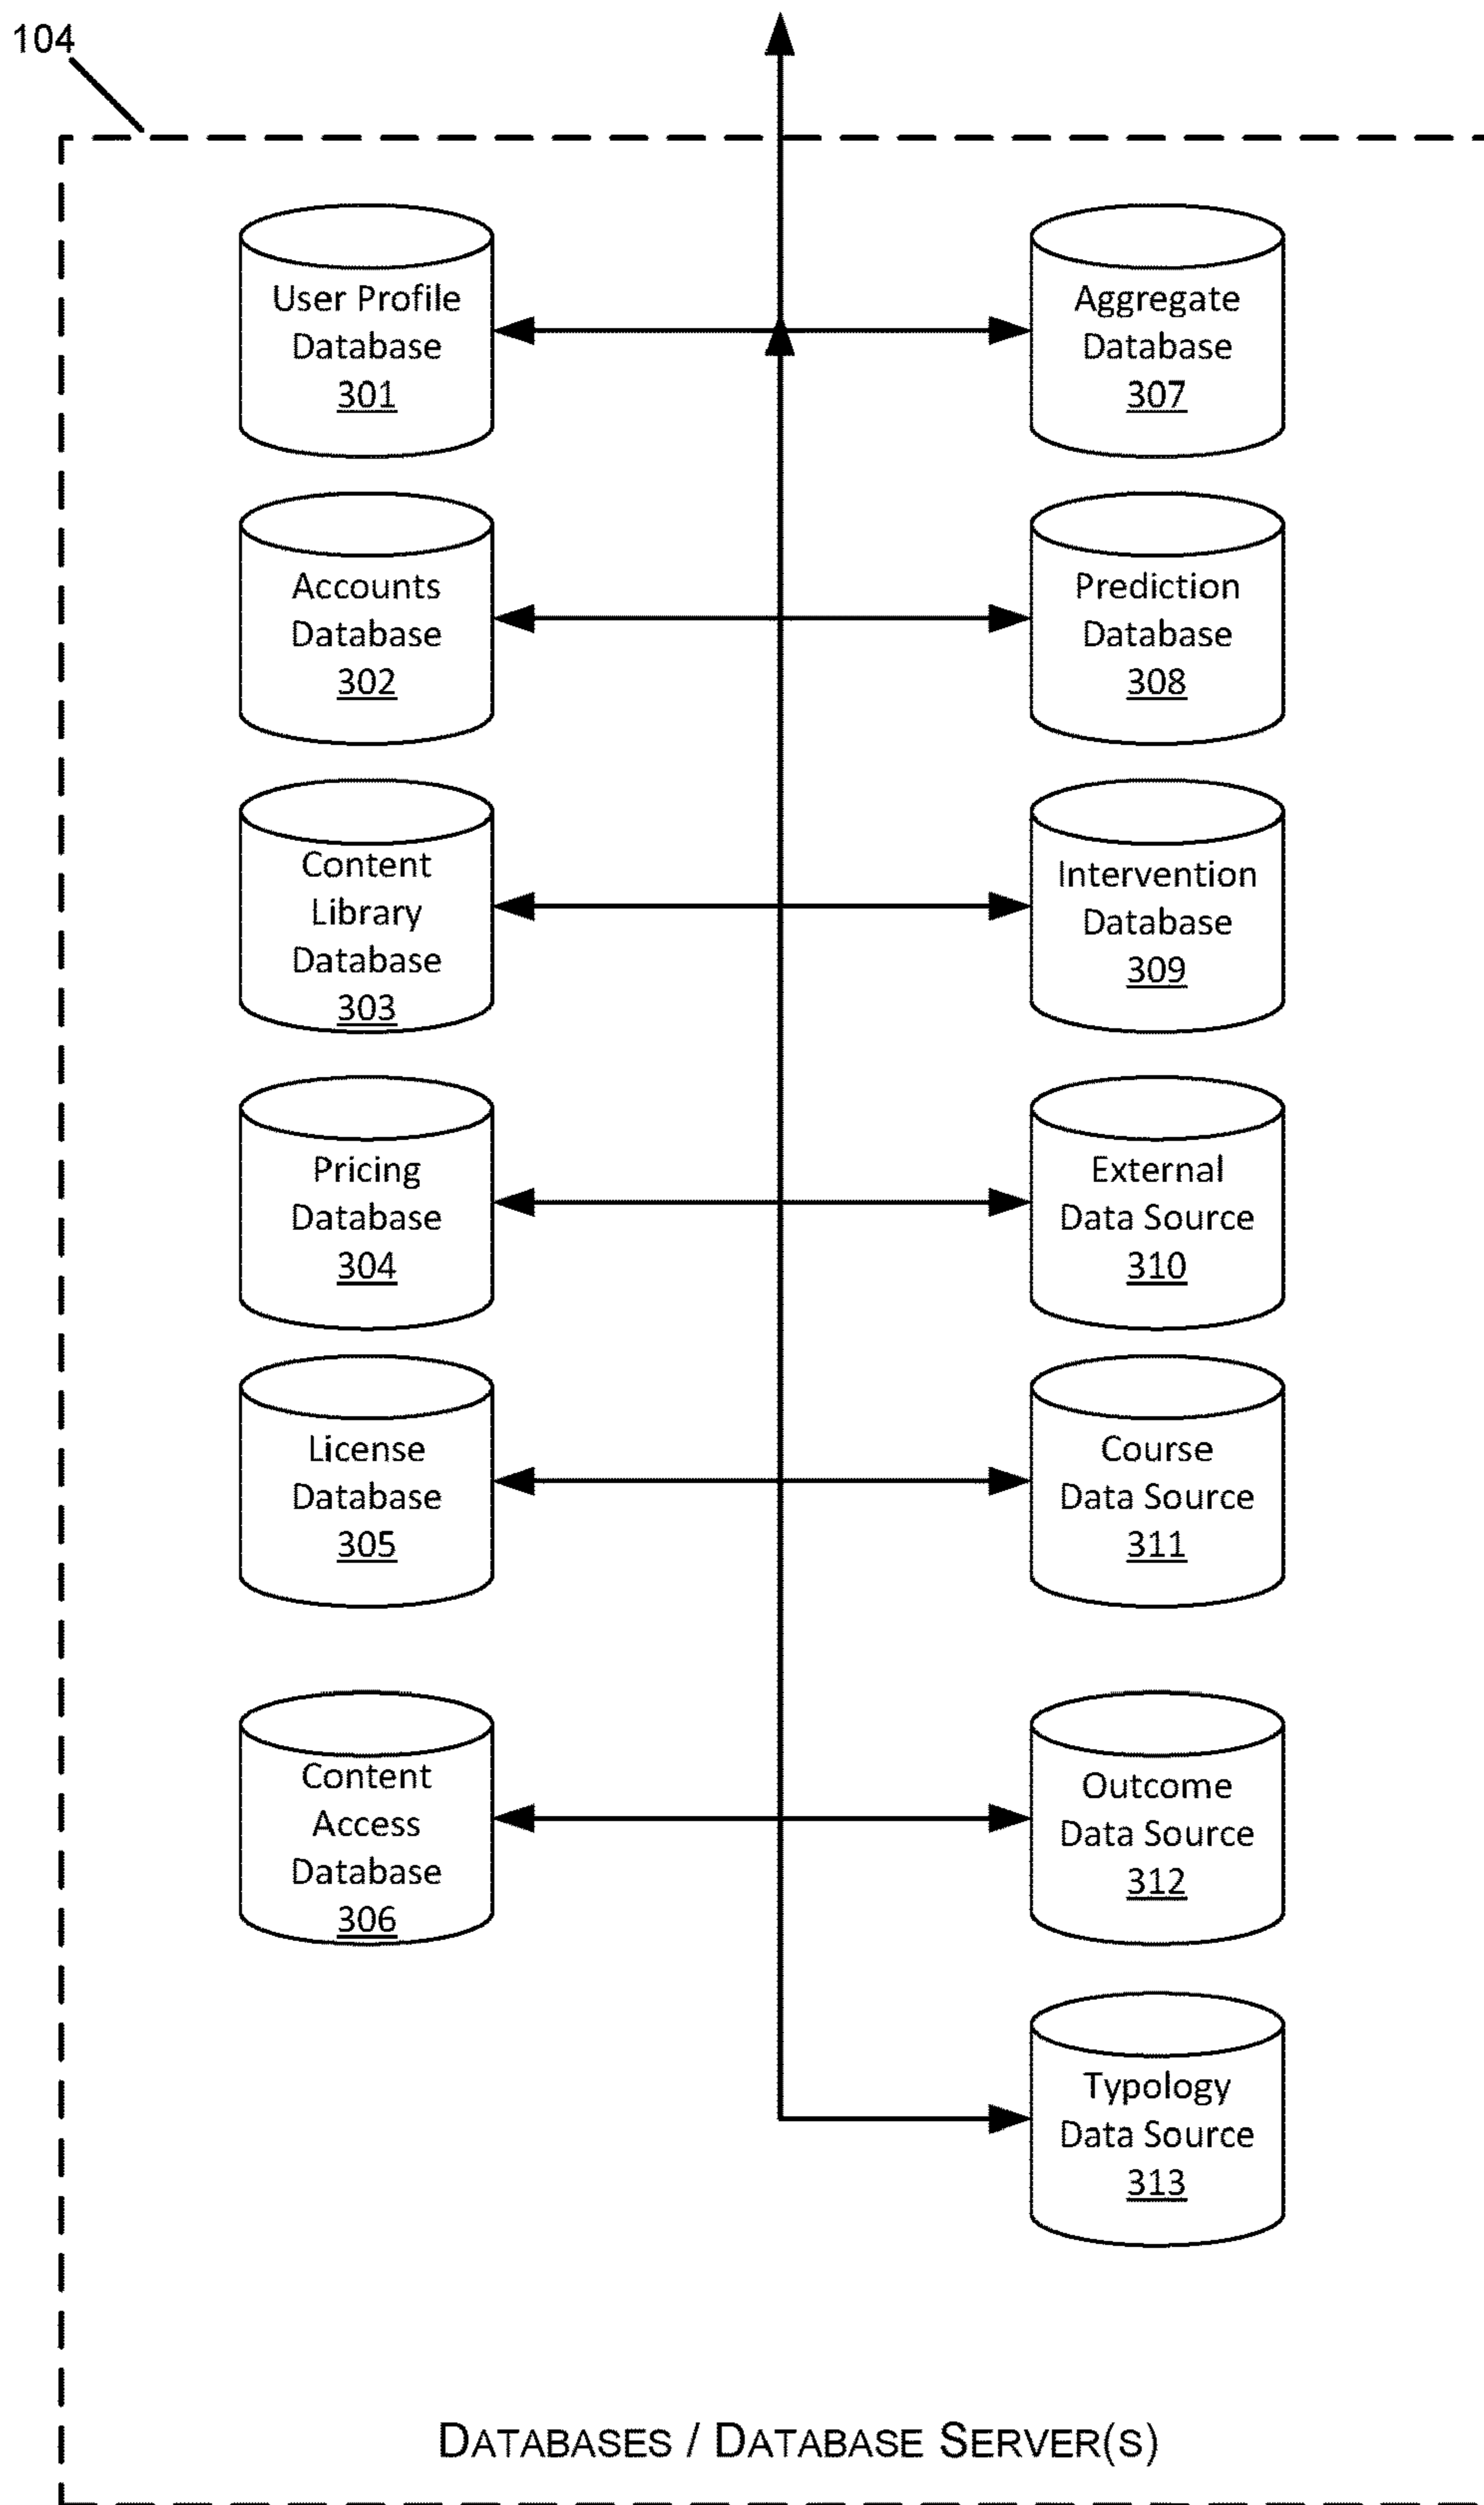 104
User Profile
Database
301
Aggregate
Database
307
Accounts
Database
302
Prediction
Database
308
Content
Library
Database
303
Intervention
Database
309
Pricing
Database
304
External
Data Source
310
License
Database
305
Course
Data Source
311
Content
Access
Database
306
Outcome
Data Source
312
Typology
Data Source
313
DATABASES / DATABASE SERVER(S)